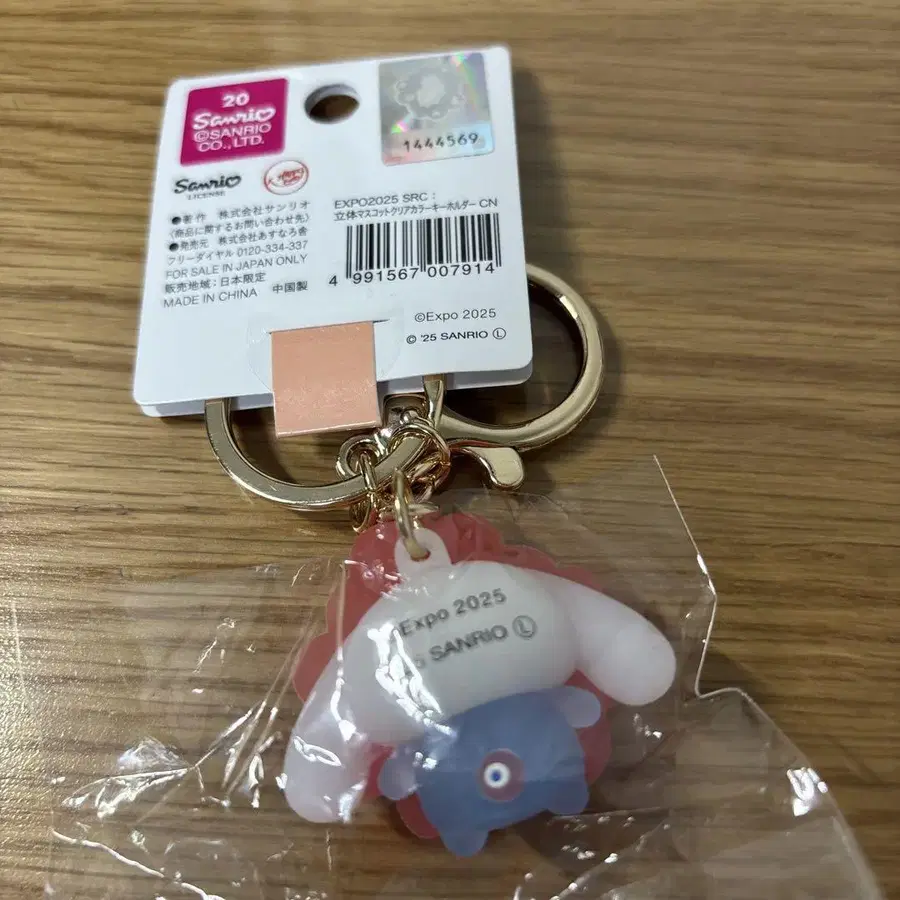 20
Sanrio
©SANRIO
CO., LTD.
1444569
Sanrio
LICENSE
●著作 株式会社サンリオ
(商品に関するお問い合わせ先)
●発売元 株式会社あすなろ舎
フリーダイヤル 0120-334-337
FOR SALE IN JAPAN ONLY
販売地域:日本限定
MADE IN CHINA 中国製
EXPO2025 SRC:
立体マスコットクリアカラーキーホルダー CN
4 991567 007914
©Expo 2025
© '25 SANRIO Ⓛ
Expo 2025
5 SANRIO Ⓛ